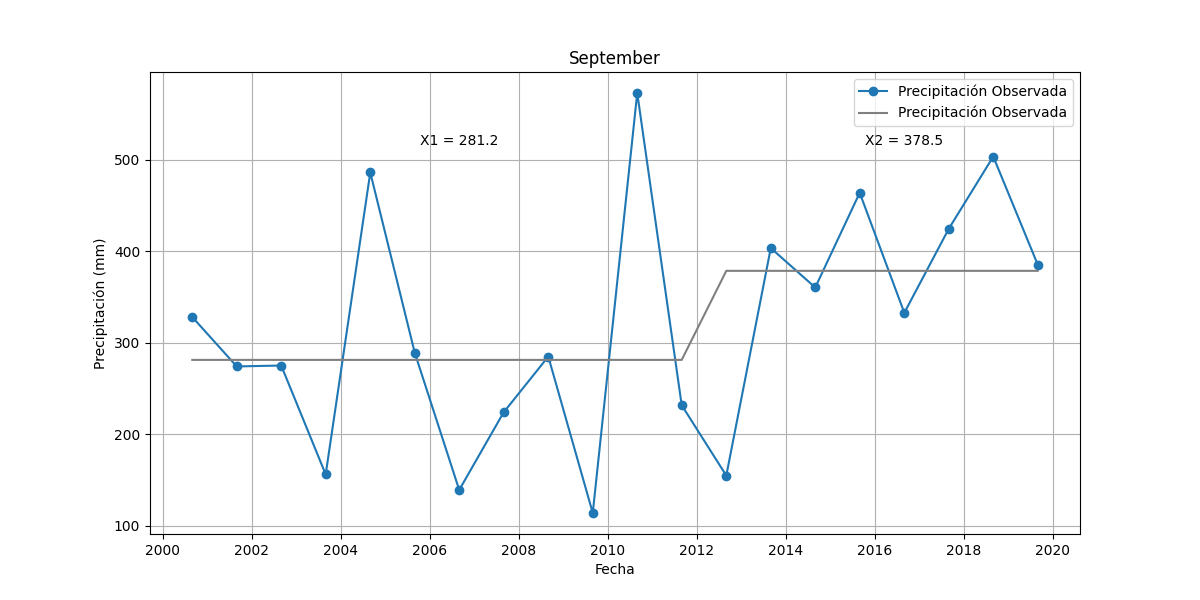 September
Precipitación Observada
Precipitación Observada
X1 = 281.2
X2 = 378.5
Precipitación (mm)
500
400
300
200
100
2000 2002 2004 2006 2008 2010 2012 2014 2016 2018 2020
Fecha